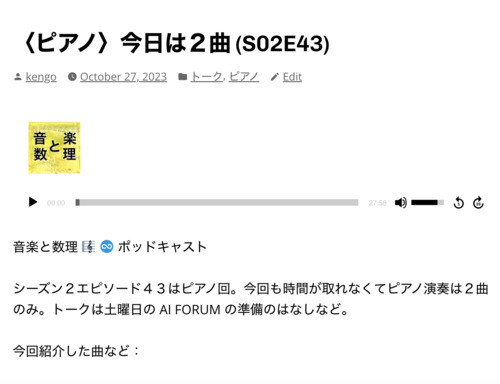 〈ピアノ〉今日は２曲 (S02E43)
kengo October 27, 2023 トーク, ピアノ Edit
音 楽
と
数 理
00:00 27:08
音楽と数理 🎼 ♾️ ポッドキャスト
シーズン２エピソード４３はピアノ回。今回も時間が取れなくてピアノ演奏は２曲
のみ。トークは土曜日の AI FORUM の準備のはなしなど。
今回紹介した曲など：